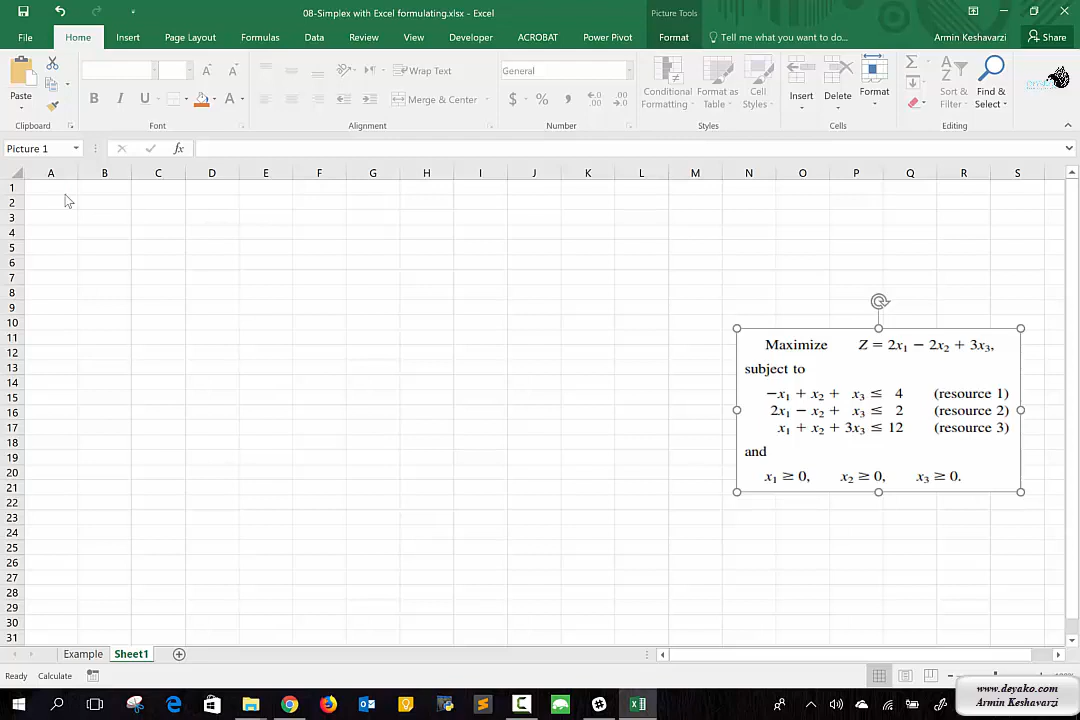 08-Simplex with Excel formulating.xlsx - Excel
Picture Tools
File Home Insert Page Layout Formulas Data Review View Developer ACROBAT Power Pivot Format Tell me what you want to do... Armin Keshavarzi Share
Paste
Clipboard
B I U A
Font
Wrap Text
Merge & Center
Alignment
General
$ % ,
Number
Conditional Formatting
Format as Table
Cell Styles
Styles
Insert Delete Format
Cells
Sort & Filter
Find & Select
Editing
Picture 1 fx
A B C D E F G H I J K L M N O P Q R S
1
2
3
4
5
6
7
8
9
10
11
12
13
14
15
16
17
18
19
20
21
22
23
24
25
26
27
28
29
30
31
Maximize Z = 2x₁ − 2x₂ + 3x₃,
subject to
−x₁ + x₂ + x₃ ≤ 4 (resource 1)
2x₁ − x₂ + x₃ ≤ 2 (resource 2)
x₁ + x₂ + 3x₃ ≤ 12 (resource 3)
and
x₁ ≥ 0, x₂ ≥ 0, x₃ ≥ 0.
Example Sheet1
Ready Calculate
www.deyako.com
Armin Keshavarzi